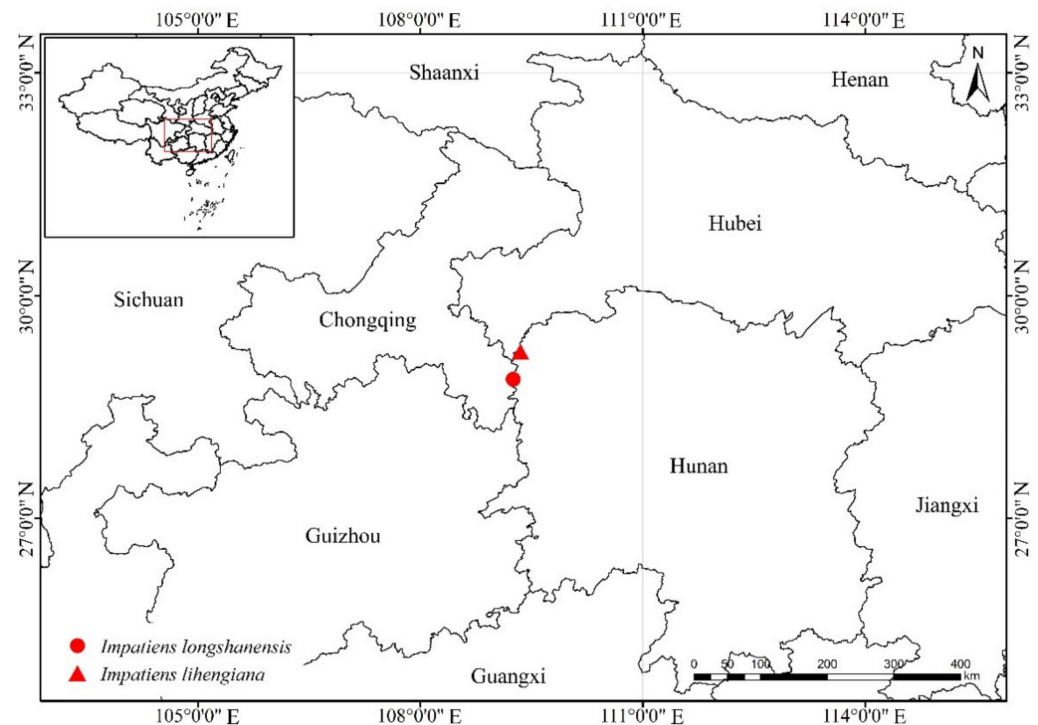 105°0'0" E 108°0'0" E 111°0'0" E 114°0'0" E
33°0'0" N
33°0'0" N
N
Shaanxi
Henan
Hubei
30°0'0" N
30°0'0" N
Sichuan
Chongqing
Hunan
27°0'0" N
27°0'0" N
Jiangxi
Guizhou
Impatiens longshanensis
Impatiens lihengiana
Guangxi
0 50 100 200 300 400
km
105°0'0" E 108°0'0" E 111°0'0" E 114°0'0" E